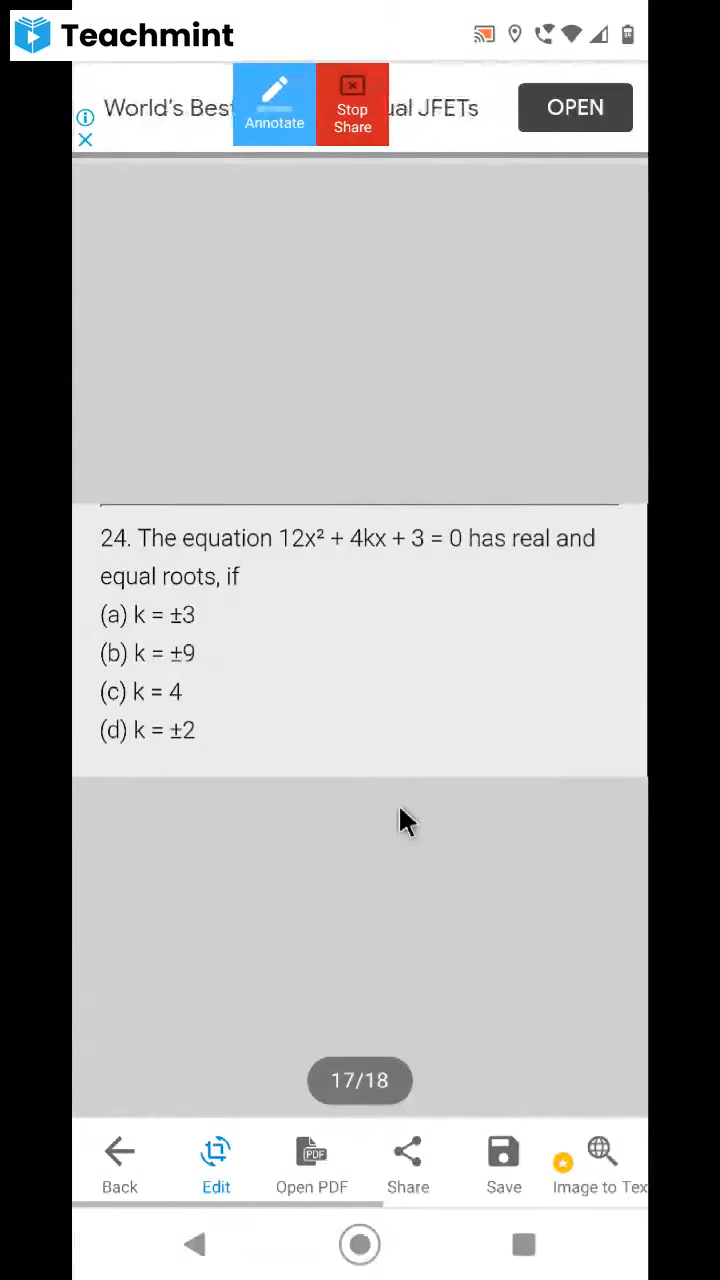 Teachmint
World's Best
ual JFETs
Annotate
Stop
Share
OPEN
24. The equation 12x² + 4kx + 3 = 0 has real and
equal roots, if
(a) k = ±3
(b) k = ±9
(c) k = 4
(d) k = ±2
17/18
Back
Edit
PDF
Open PDF
Share
Save
Image to Tex